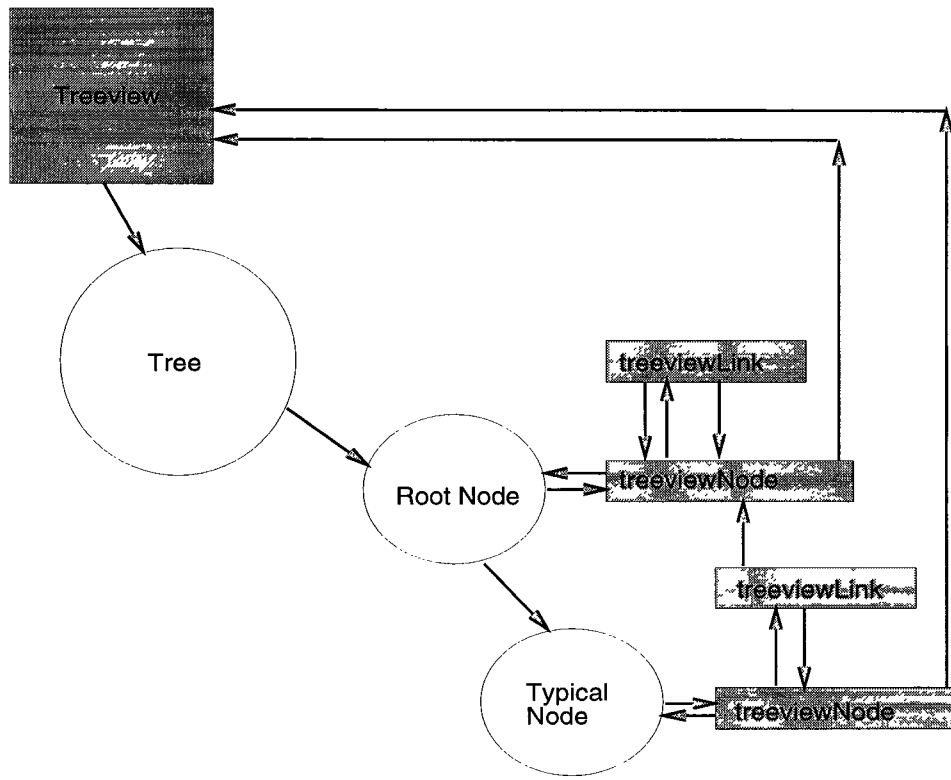 Treeview
Tree
treeviewLink
Root Node
treeviewNode
treeviewLink
Typical
Node
treeviewNode